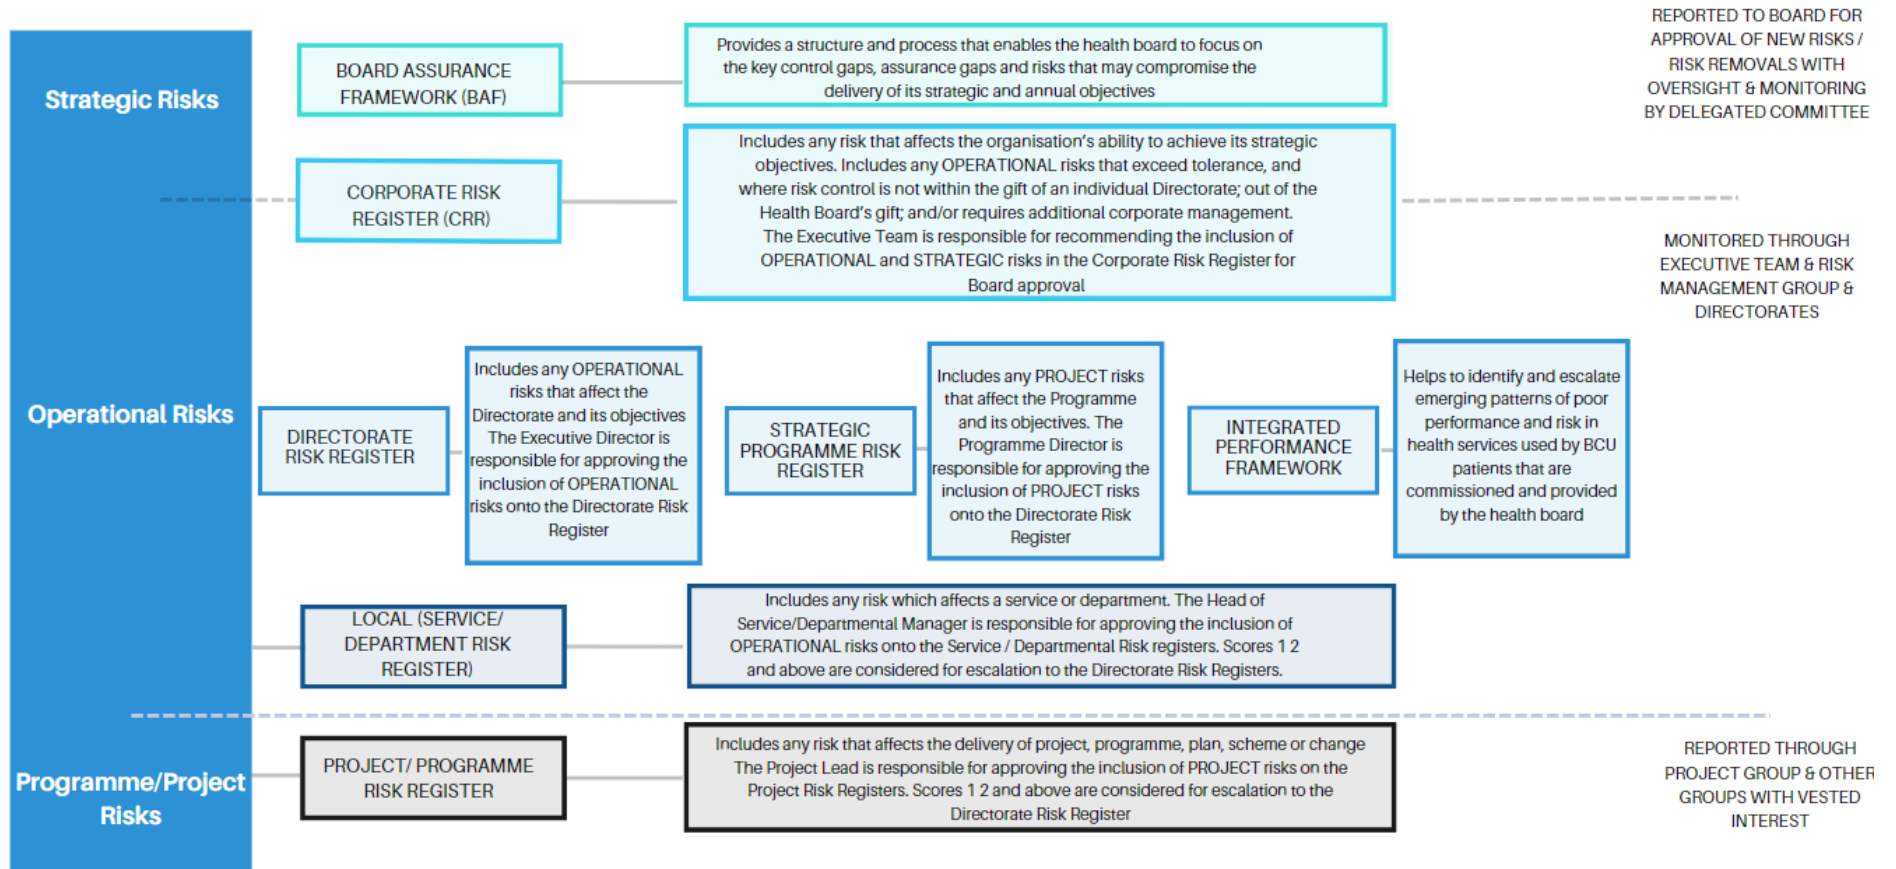 Strategic Risks
BOARD ASSURANCE
FRAMEWORK (BAF)
Provides a structure and process that enables the health board to focus on
the key control gaps, assurance gaps and risks that may compromise the
delivery of its strategic and annual objectives
REPORTED TO BOARD FOR
APPROVAL OF NEW RISKS /
RISK REMOVALS WITH
OVERSIGHT & MONITORING
BY DELEGATED COMMITTEE
CORPORATE RISK
REGISTER (CRR)
Includes any risk that affects the organisation's ability to achieve its strategic
objectives. Includes any OPERATIONAL risks that exceed tolerance, and
where risk control is not within the gift of an individual Directorate; out of the
Health Board's gift; and/or requires additional corporate management.
The Executive Team is responsible for recommending the inclusion of
OPERATIONAL and STRATEGIC risks in the Corporate Risk Register for
Board approval
MONITORED THROUGH
EXECUTIVE TEAM & RISK
MANAGEMENT GROUP &
DIRECTORATES
Operational Risks
DIRECTORATE
RISK REGISTER
Includes any OPERATIONAL
risks that affect the
Directorate and its objectives
The Executive Director is
responsible for approving the
inclusion of OPERATIONAL
risks onto the Directorate Risk
Register
STRATEGIC
PROGRAMME RISK
REGISTER
Includes any PROJECT risks
that affect the Programme
and its objectives. The
Programme Director is
responsible for approving the
inclusion of PROJECT risks
onto the Directorate Risk
Register
INTEGRATED
PERFORMANCE
FRAMEWORK
Helps to identify and escalate
emerging patterns of poor
performance and risk in
health services used by BCU
patients that are
commissioned and provided
by the health board
LOCAL (SERVICE/
DEPARTMENT RISK
REGISTER)
Includes any risk which affects a service or department. The Head of
Service/Departmental Manager is responsible for approving the inclusion of
OPERATIONAL risks onto the Service / Departmental Risk registers. Scores 1 2
and above are considered for escalation to the Directorate Risk Registers.
Programme/Project
Risks
PROJECT/ PROGRAMME
RISK REGISTER
Includes any risk that affects the delivery of project, programme, plan, scheme or change
The Project Lead is responsible for approving the inclusion of PROJECT risks on the
Project Risk Registers. Scores 1 2 and above are considered for escalation to the
Directorate Risk Register
REPORTED THROUGH
PROJECT GROUP & OTHER
GROUPS WITH VESTED
INTEREST